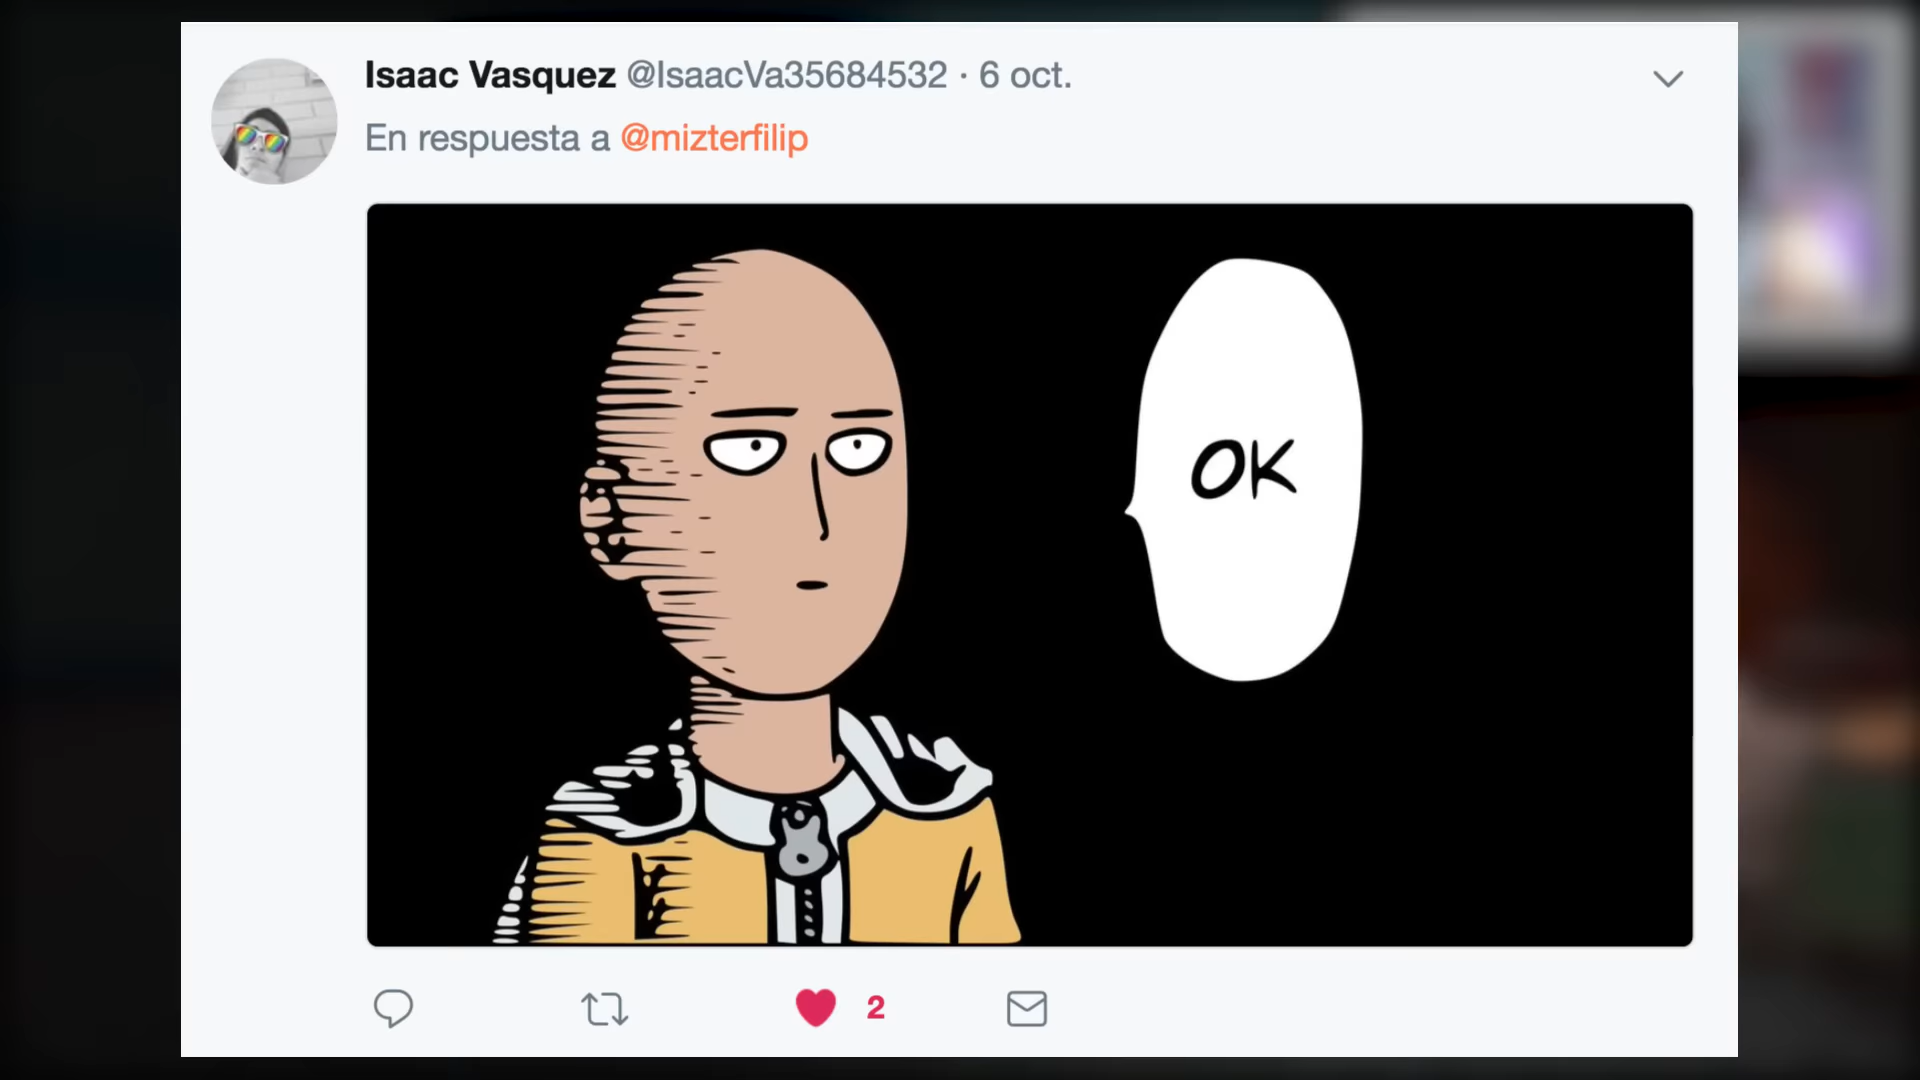 Isaac Vasquez @IsaacVa35684532 · 6 oct.
En respuesta a @mizterfilip
OK
2